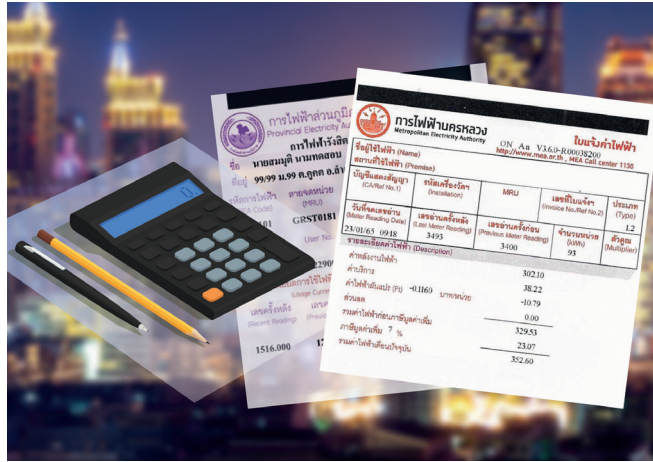 การไฟฟ้าส่วนภูมิ
Provincial Electricity Au
การไฟฟ้ารังสิต
ชื่อ นายสมมุติ นามทดสอบ
ที่อยู่ 99/99 ม.99 ต.คูคต อ.ลำ
รหัสการไฟฟ้า สายจดหน่วย
(PEA Code) (MRU)
GRST0181
User No.
เลขครั้งหลัง
(Recent Reading)
1516.000
0.
การไฟฟ้านครหลวง
Metropolitan Electricity Authority
ใบแจ้งค่าไฟฟ้า
ON Aa V3.6.0-R00038200
http://www.mea.or.th , MEA Call center 1130
ชื่อผู้ใช้ไฟฟ้า (Name)
สถานที่ใช้ไฟฟ้า (Premise)
บัญชีแสดงสัญญา รหัสเครื่องวัดฯ MRU เลขที่ใบแจ้งฯ ประเภท
(CA/Ref No.1) (Installation) (Invoice No./Ref No.2) (Type)
1.2
วันที่จดเลขอ่าน เลขอ่านครั้งหลัง เลขอ่านครั้งก่อน จำนวนหน่วย ตัวคูณ
(Meter Reading Date) (Last Meter Reading) (Previous Meter Reading) (kWh) (Multiplier)
23/01/65 0918 3493 3400 93
รายละเอียดค่าไฟฟ้า (Description)
ค่าพลังงานไฟฟ้า 302.10
ค่าบริการ 38.22
ค่าไฟฟ้าผันแปร (Ft) -0.1160 บาท/หน่วย -10.79
ส่วนลด 0.00
รวมค่าไฟฟ้าก่อนภาษีมูลค่าเพิ่ม 329.53
ภาษีมูลค่าเพิ่ม 7 % 23.07
รวมค่าไฟฟ้าเดือนปัจจุบัน 352.60